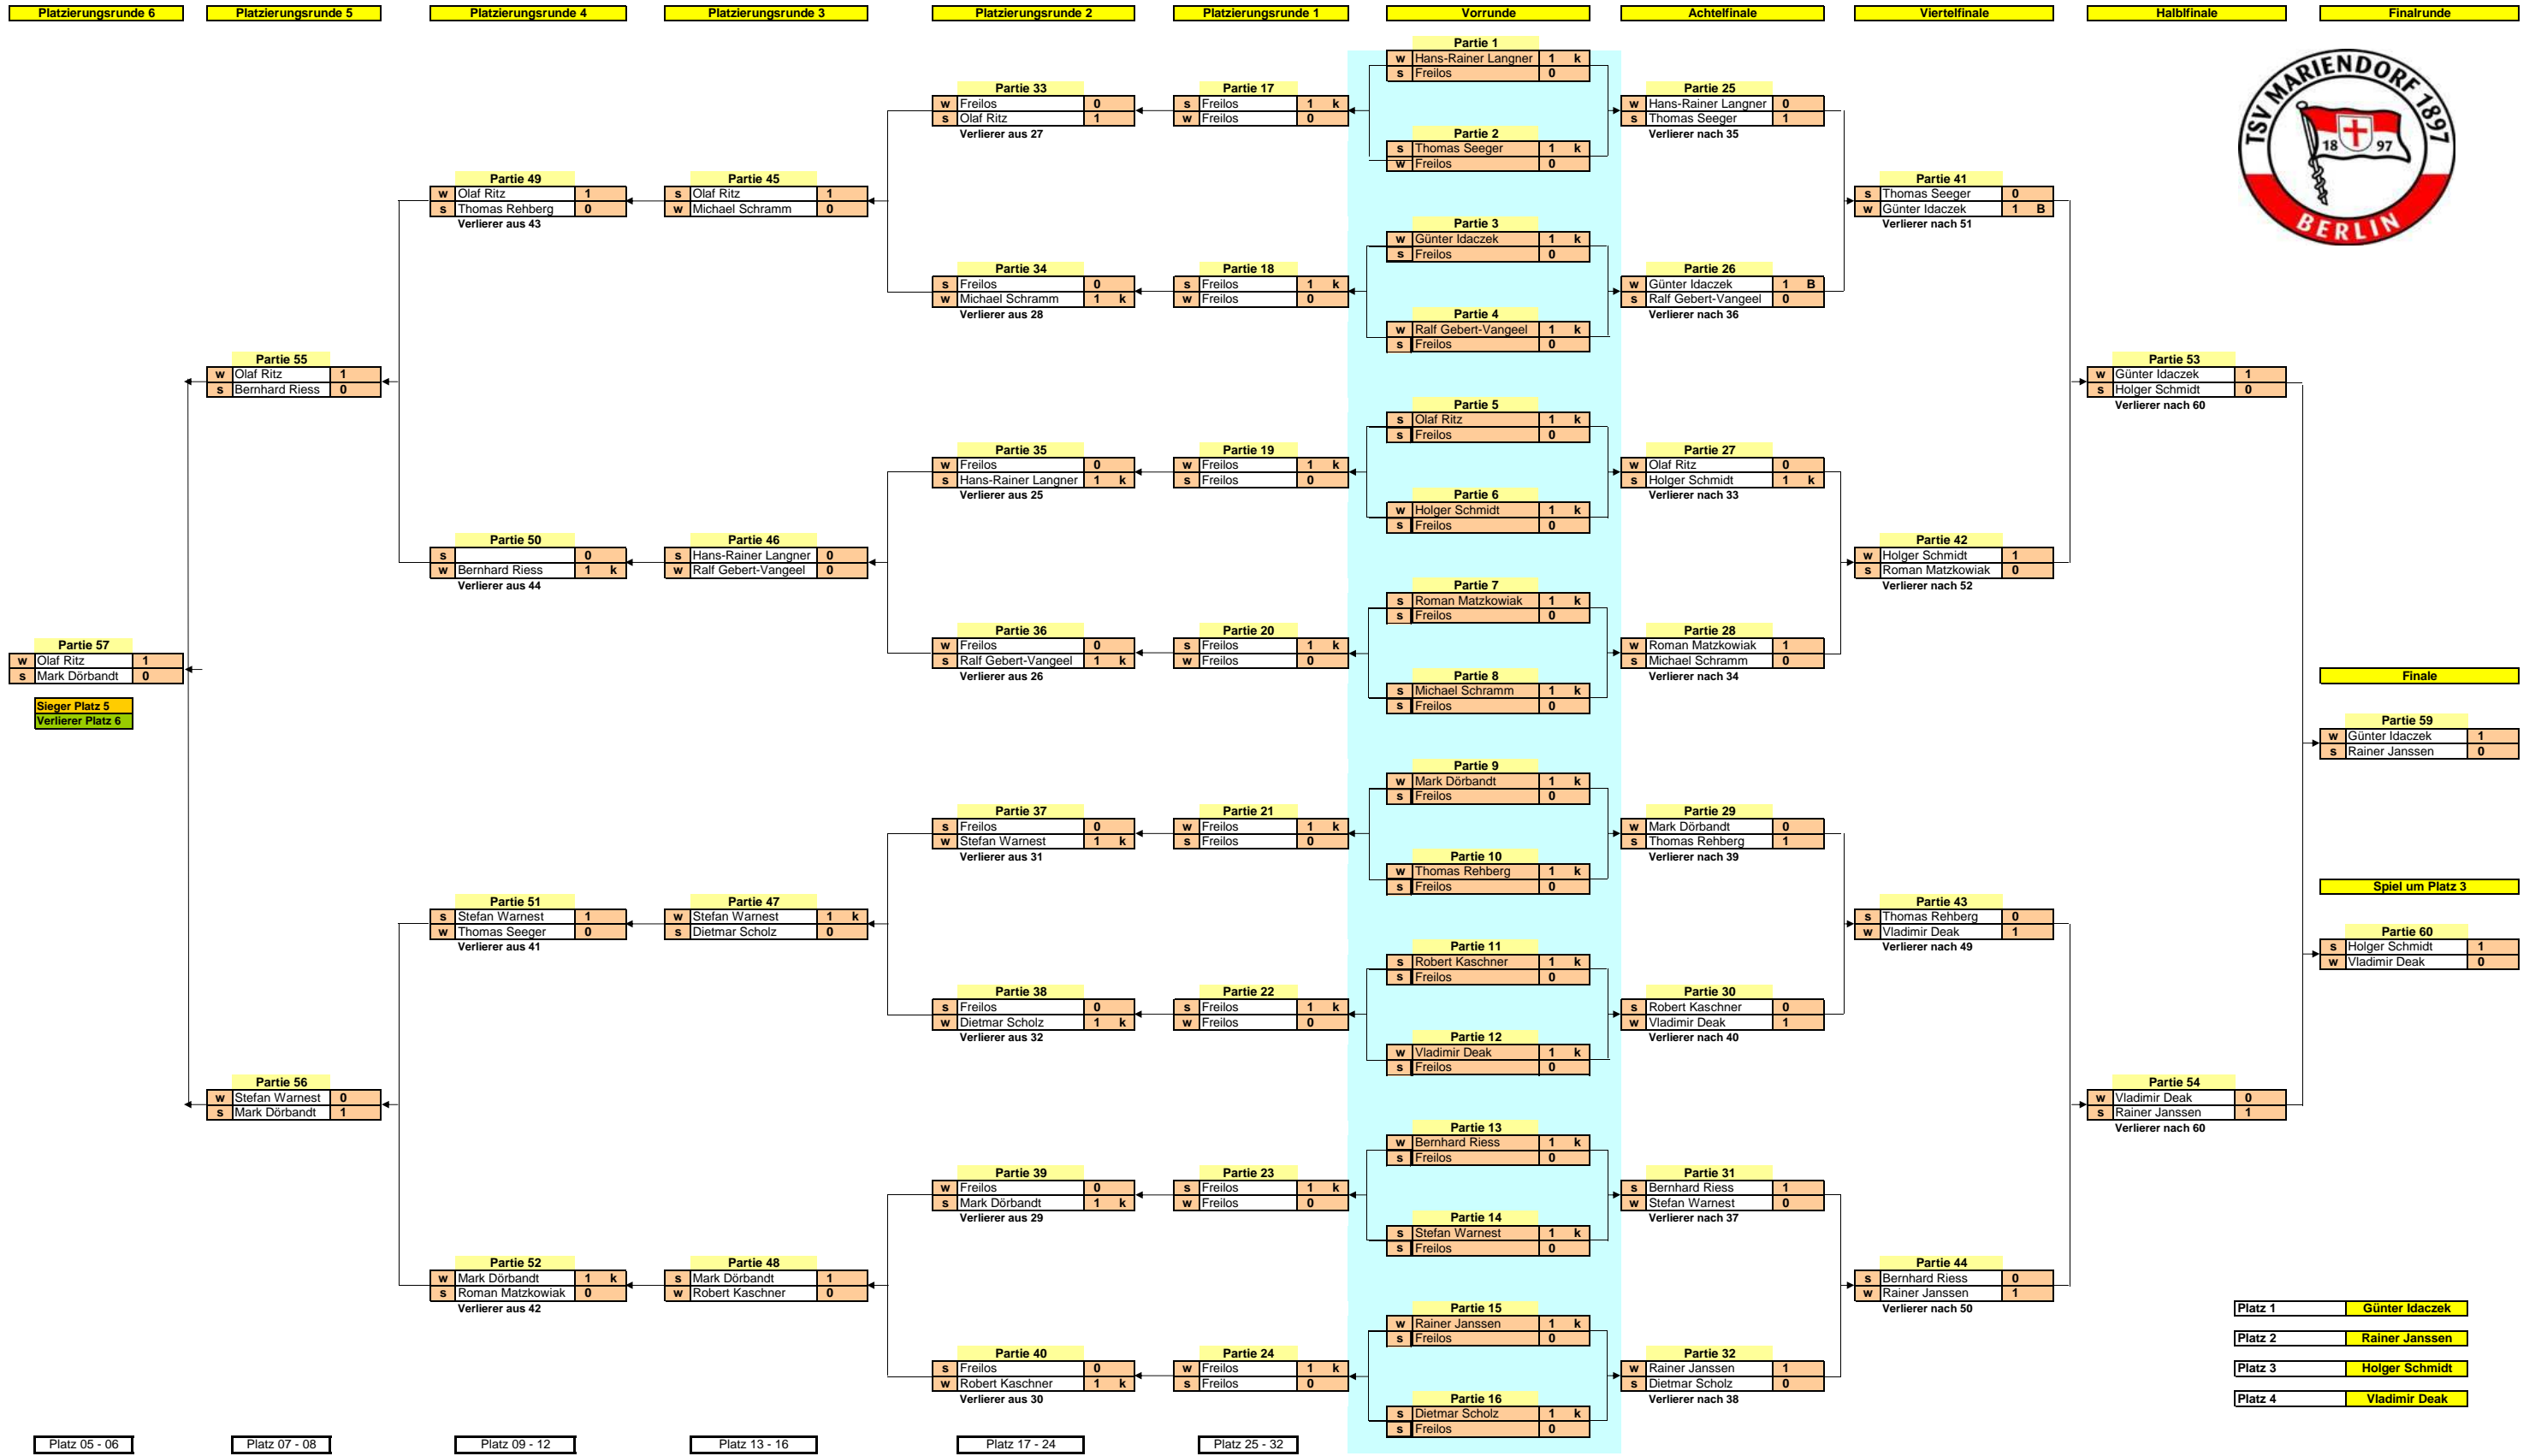 Platzierungsrunde 6
Platzierungsrunde 5
Platzierungsrunde 4
Platzierungsrunde 3
Platzierungsrunde 2
Platzierungsrunde 1
Vorrunde
Achtelfinale
Viertelfinale
Halblfinale
Finalrunde
Partie 57
w Olaf Ritz 1
s Mark Dörbandt 0
Sieger Platz 5
Verlierer Platz 6
Platz 05 - 06
Partie 55
w Olaf Ritz 1
s Bernhard Riess 0
Partie 56
w Stefan Warnest 0
s Mark Dörbandt 1
Platz 07 - 08
Partie 49
w Olaf Ritz 1
s Thomas Rehberg 0
Verlierer aus 43
Partie 50
s 0
w Bernhard Riess 1 k
Verlierer aus 44
Partie 51
s Stefan Warnest 1
w Thomas Seeger 0
Verlierer aus 41
Partie 52
w Mark Dörbandt 1 k
s Roman Matzkowiak 0
Verlierer aus 42
Platz 09 - 12
Partie 45
s Olaf Ritz 1
w Michael Schramm 0
Partie 46
s Hans-Rainer Langner 0
w Ralf Gebert-Vangeel 0
Partie 47
w Stefan Warnest 1 k
s Dietmar Scholz 0
Partie 48
s Mark Dörbandt 1
w Robert Kaschner 0
Platz 13 - 16
Partie 33
w Freilos 0
s Olaf Ritz 1
Verlierer aus 27
Partie 34
s Freilos 0
w Michael Schramm 1 k
Verlierer aus 28
Partie 35
w Freilos 0
s Hans-Rainer Langner 1 k
Verlierer aus 25
Partie 36
w Freilos 0
s Ralf Gebert-Vangeel 1 k
Verlierer aus 26
Partie 37
s Freilos 0
w Stefan Warnest 1 k
Verlierer aus 31
Partie 38
s Freilos 0
w Dietmar Scholz 1 k
Verlierer aus 32
Partie 39
w Freilos 0
s Mark Dörbandt 1 k
Verlierer aus 29
Partie 40
s Freilos 0
w Robert Kaschner 1 k
Verlierer aus 30
Platz 17 - 24
Partie 17
s Freilos 1 k
w Freilos 0
Partie 18
s Freilos 1 k
w Freilos 0
Partie 19
w Freilos 1 k
s Freilos 0
Partie 20
s Freilos 1 k
w Freilos 0
Partie 21
w Freilos 1 k
s Freilos 0
Partie 22
s Freilos 1 k
w Freilos 0
Partie 23
s Freilos 1 k
w Freilos 0
Partie 24
w Freilos 1 k
s Freilos 0
Platz 25 - 32
Partie 1
w Hans-Rainer Langner 1 k
s Freilos 0
Partie 2
s Thomas Seeger 1 k
w Freilos 0
Partie 3
w Günter Idaczek 1 k
s Freilos 0
Partie 4
w Ralf Gebert-Vangeel 1 k
s Freilos 0
Partie 5
s Olaf Ritz 1 k
s Freilos 0
Partie 6
w Holger Schmidt 1 k
s Freilos 0
Partie 7
s Roman Matzkowiak 1 k
s Freilos 0
Partie 8
s Michael Schramm 1 k
s Freilos 0
Partie 9
w Mark Dörbandt 1 k
s Freilos 0
Partie 10
w Thomas Rehberg 1 k
s Freilos 0
Partie 11
s Robert Kaschner 1 k
s Freilos 0
Partie 12
w Vladimir Deak 1 k
s Freilos 0
Partie 13
w Bernhard Riess 1 k
s Freilos 0
Partie 14
s Stefan Warnest 1 k
s Freilos 0
Partie 15
w Rainer Janssen 1 k
s Freilos 0
Partie 16
s Dietmar Scholz 1 k
s Freilos 0
Partie 25
w Hans-Rainer Langner 0
s Thomas Seeger 1
Verlierer nach 35
Partie 26
w Günter Idaczek 1 B
s Ralf Gebert-Vangeel 0
Verlierer nach 36
Partie 27
w Olaf Ritz 0
s Holger Schmidt 1 k
Verlierer nach 33
Partie 28
w Roman Matzkowiak 1
s Michael Schramm 0
Verlierer nach 34
Partie 29
w Mark Dörbandt 0
s Thomas Rehberg 1
Verlierer nach 39
Partie 30
s Robert Kaschner 0
w Vladimir Deak 1
Verlierer nach 40
Partie 31
s Bernhard Riess 1
w Stefan Warnest 0
Verlierer nach 37
Partie 32
w Rainer Janssen 1
s Dietmar Scholz 0
Verlierer nach 38
Partie 41
s Thomas Seeger 0
w Günter Idaczek 1 B
Verlierer nach 51
Partie 42
w Holger Schmidt 1
s Roman Matzkowiak 0
Verlierer nach 52
Partie 43
s Thomas Rehberg 0
w Vladimir Deak 1
Verlierer nach 49
Partie 44
s Bernhard Riess 0
w Rainer Janssen 1
Verlierer nach 50
Partie 53
w Günter Idaczek 1
s Holger Schmidt 0
Verlierer nach 60
Partie 54
w Vladimir Deak 0
s Rainer Janssen 1
Verlierer nach 60
TSV MARIENDORF 1897
18 97
BERLIN
Finale
Partie 59
w Günter Idaczek 1
s Rainer Janssen 0
Spiel um Platz 3
Partie 60
s Holger Schmidt 1
w Vladimir Deak 0
Platz 1 Günter Idaczek
Platz 2 Rainer Janssen
Platz 3 Holger Schmidt
Platz 4 Vladimir Deak